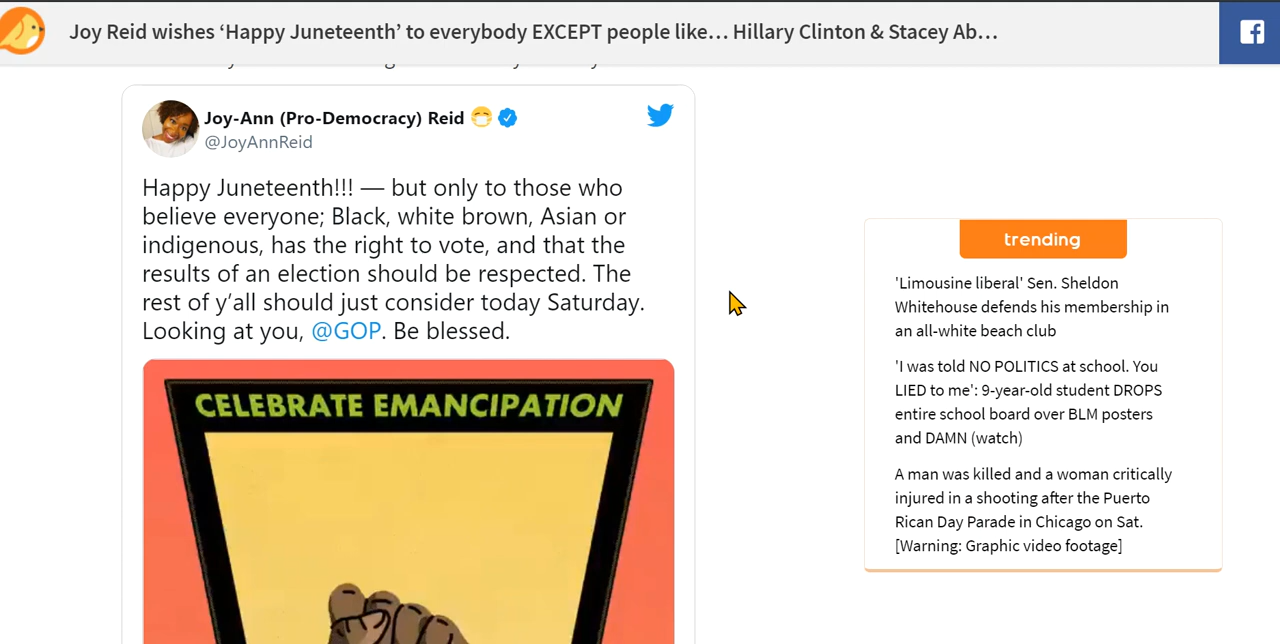 Joy Reid wishes ‘Happy Juneteenth’ to everybody EXCEPT people like… Hillary Clinton & Stacey Ab…
Joy-Ann (Pro-Democracy) Reid
@JoyAnnReid
Happy Juneteenth!!! — but only to those who
believe everyone; Black, white brown, Asian or
indigenous, has the right to vote, and that the
results of an election should be respected. The
rest of y’all should just consider today Saturday.
Looking at you, @GOP. Be blessed.
CELEBRATE EMANCIPATION
trending
'Limousine liberal' Sen. Sheldon
Whitehouse defends his membership in
an all-white beach club
'I was told NO POLITICS at school. You
LIED to me': 9-year-old student DROPS
entire school board over BLM posters
and DAMN (watch)
A man was killed and a woman critically
injured in a shooting after the Puerto
Rican Day Parade in Chicago on Sat.
[Warning: Graphic video footage]